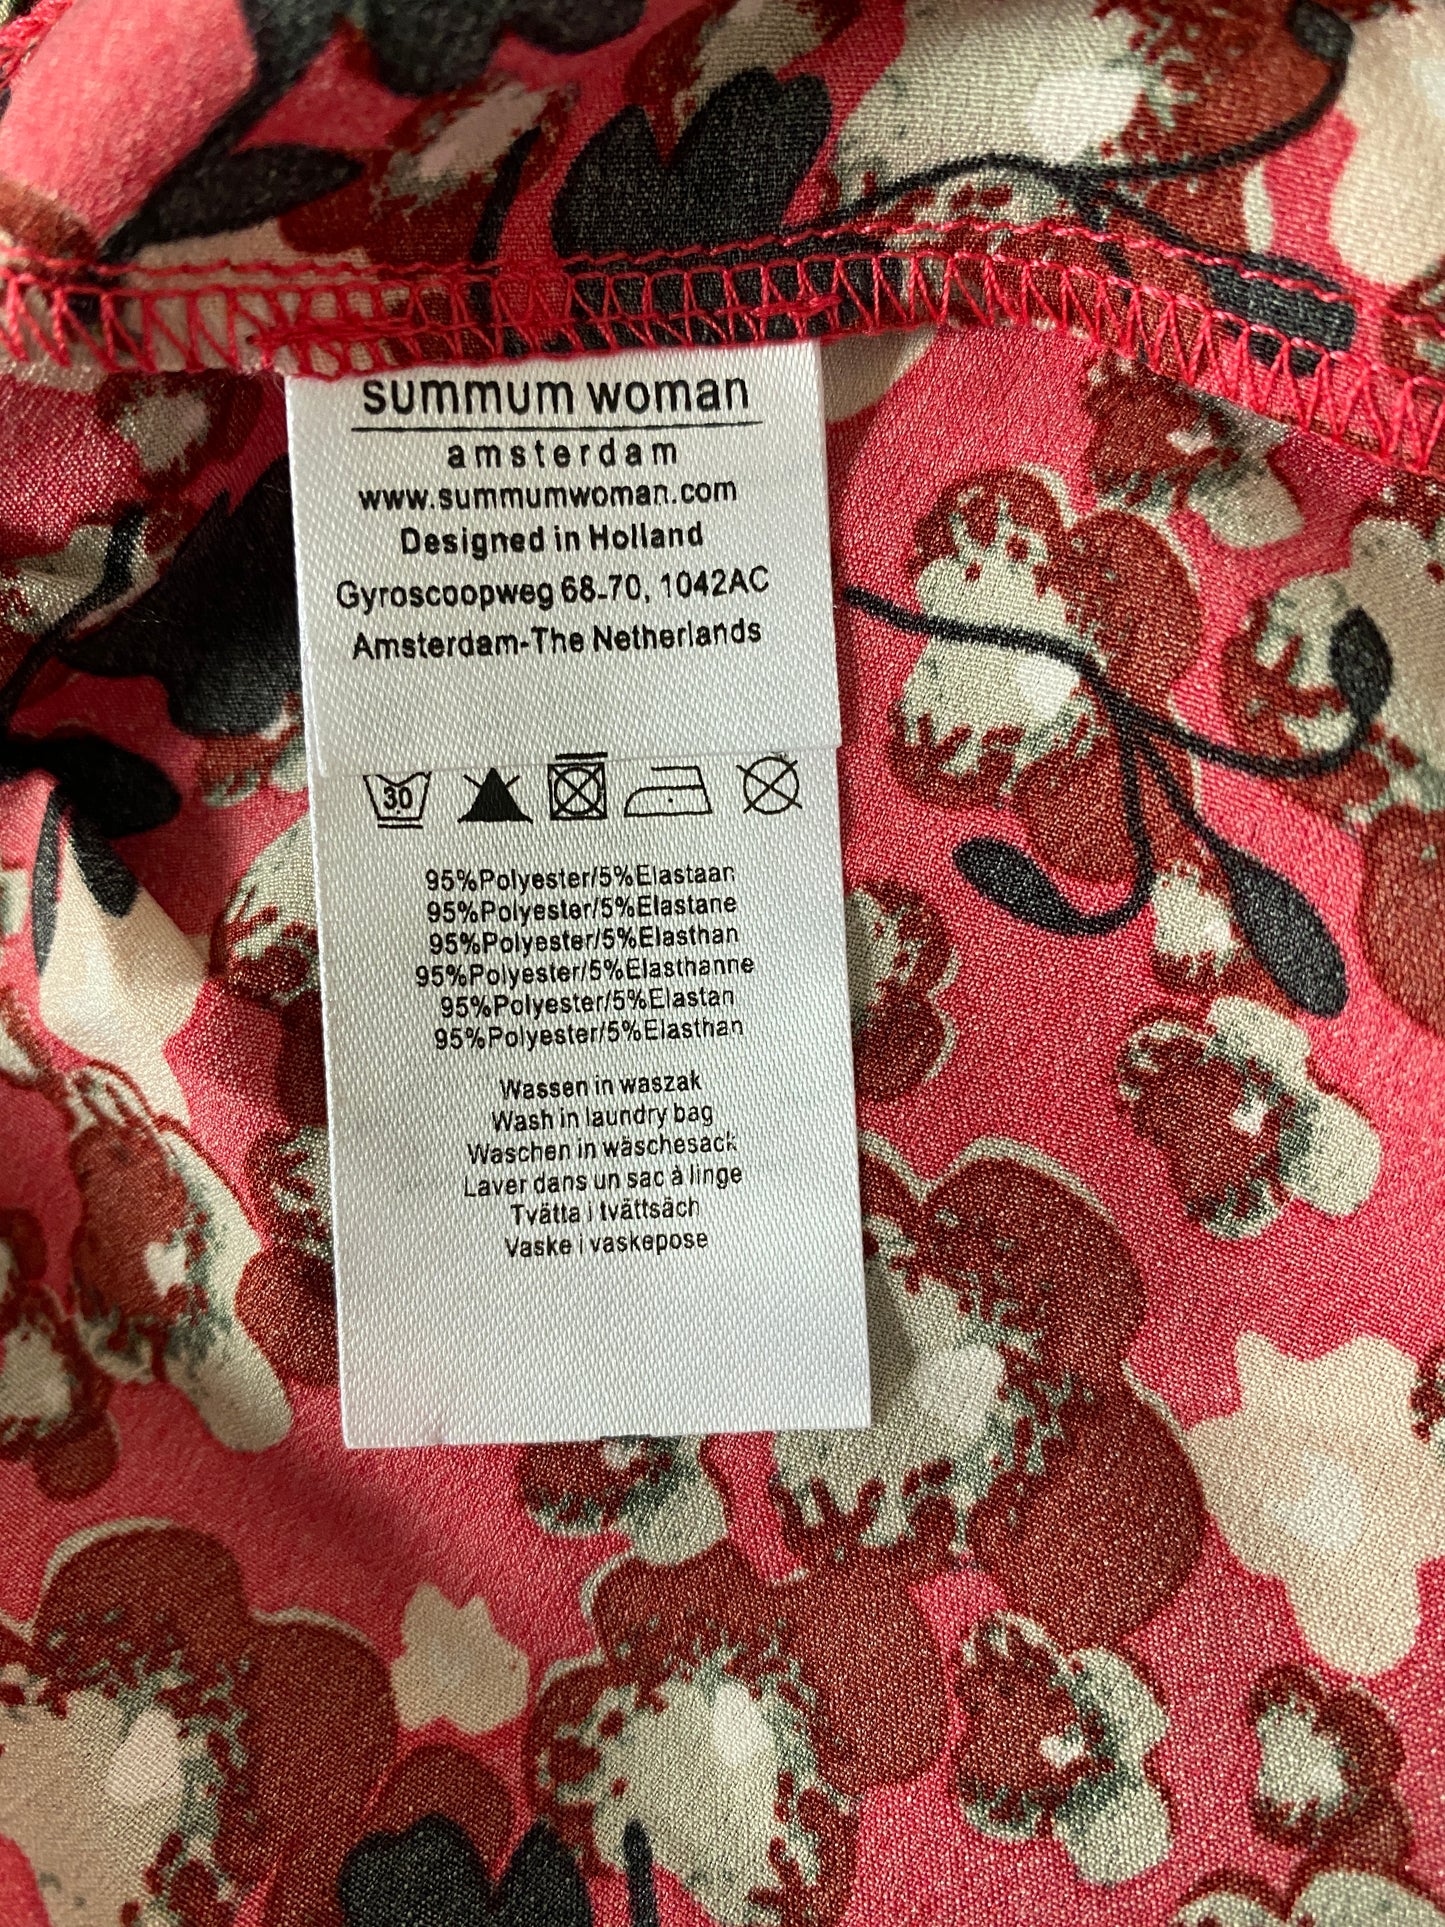 summum woman
amsterdam
www.summumwoman.com
Designed in Holland
Gyroscoopweg 68-70, 1042AC
Amsterdam-The Netherlands
30
95%Polyester/5%Elastaan
95%Polyester/5%Elastane
95%Polyester/5%Elasthan
95%Polyester/5%Elasthanne
95%Polyester/5%Elastan
95%Polyester/5%Elasthan
Wassen in waszak
Wash in laundry bag
Waschen in wäschesack
Laver dans un sac à linge
Tvätta i tvättsäch
Vaske i vaskepose